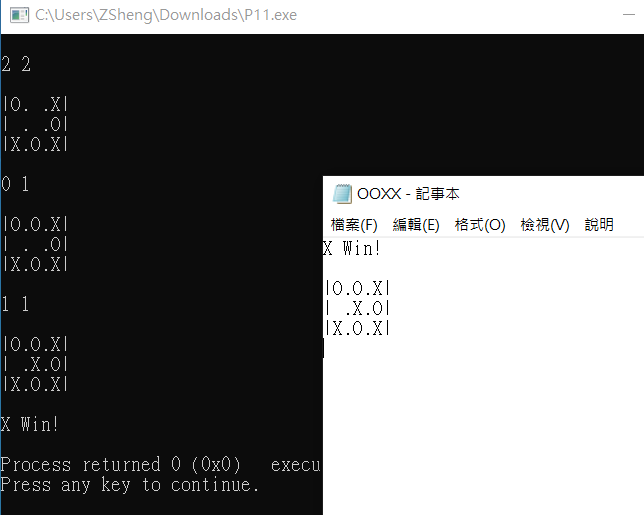 C:\Users\ZSheng\Downloads\P11.exe
2 2
|O. .X|
| . .O|
|X.O.X|
0 1
|O.O.X|
| . .O|
|X.O.X|
1 1
|O.O.X|
| .X.O|
|X.O.X|
X Win!
Process returned 0 (0x0)   execu
Press any key to continue.
OOXX - 記事本
檔案(F) 編輯(E) 格式(O) 檢視(V) 說明
X Win!
|O.O.X|
| .X.O|
|X.O.X|